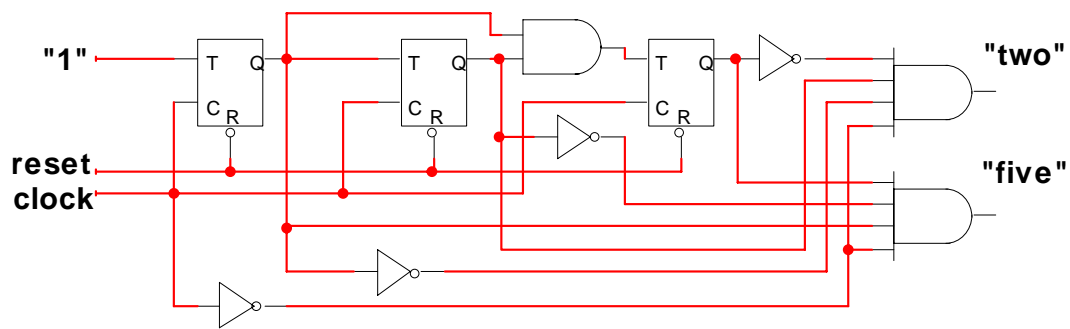 "1"
T Q
C
R
T Q
C
R
T Q
C
R
"two"
reset
clock
"five"